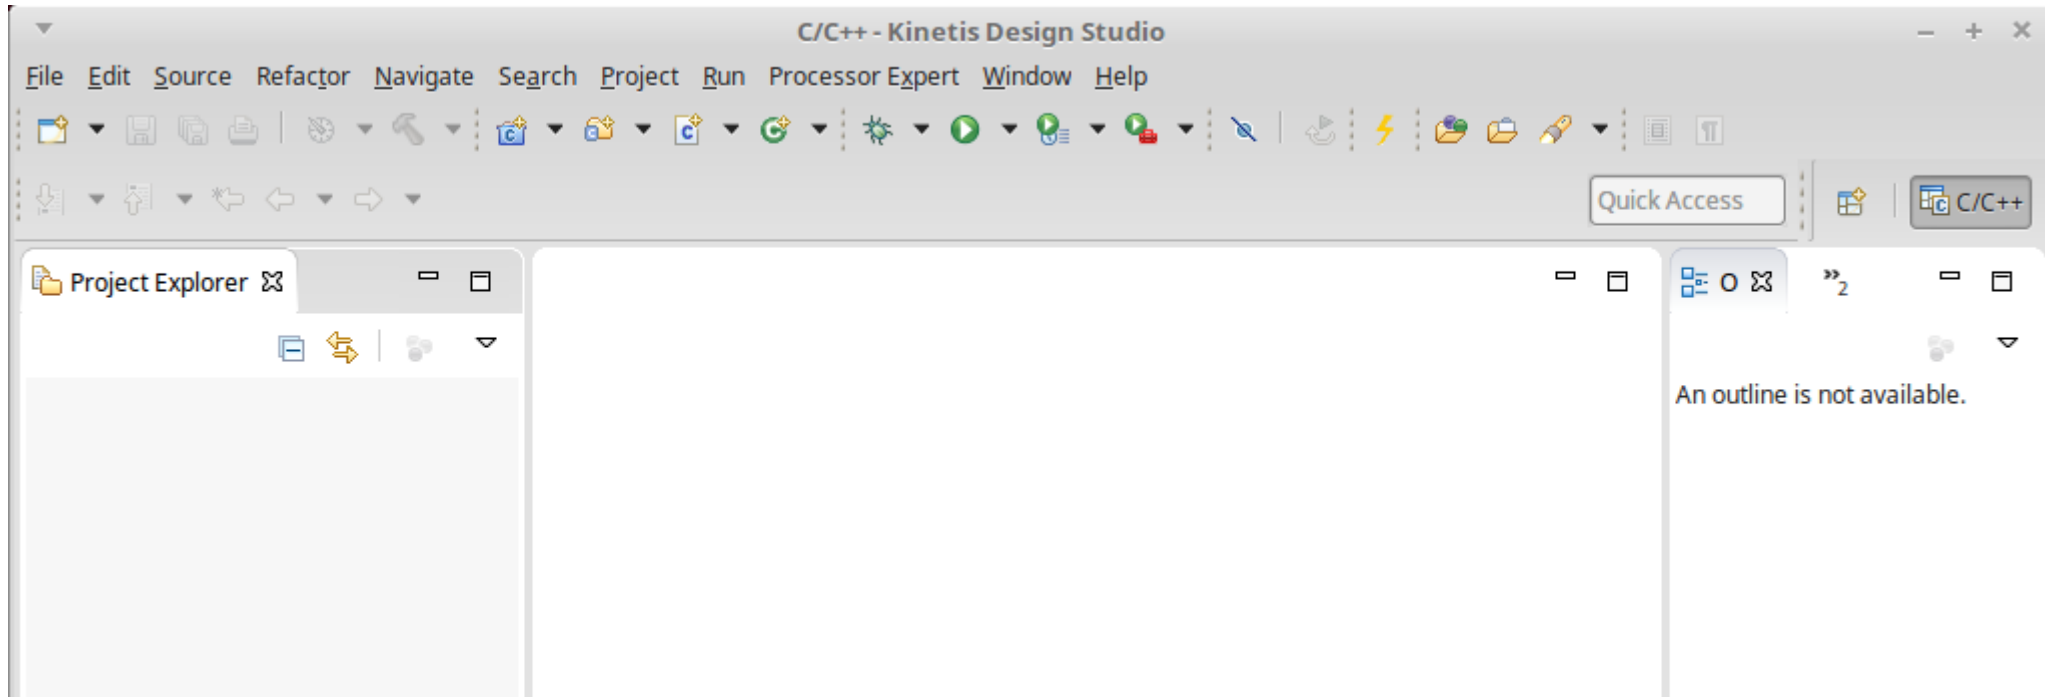 C/C++ - Kinetis Design Studio
File Edit Source Refactor Navigate Search Project Run Processor Expert Window Help
Quick Access
C/C++
Project Explorer
O
»2
An outline is not available.